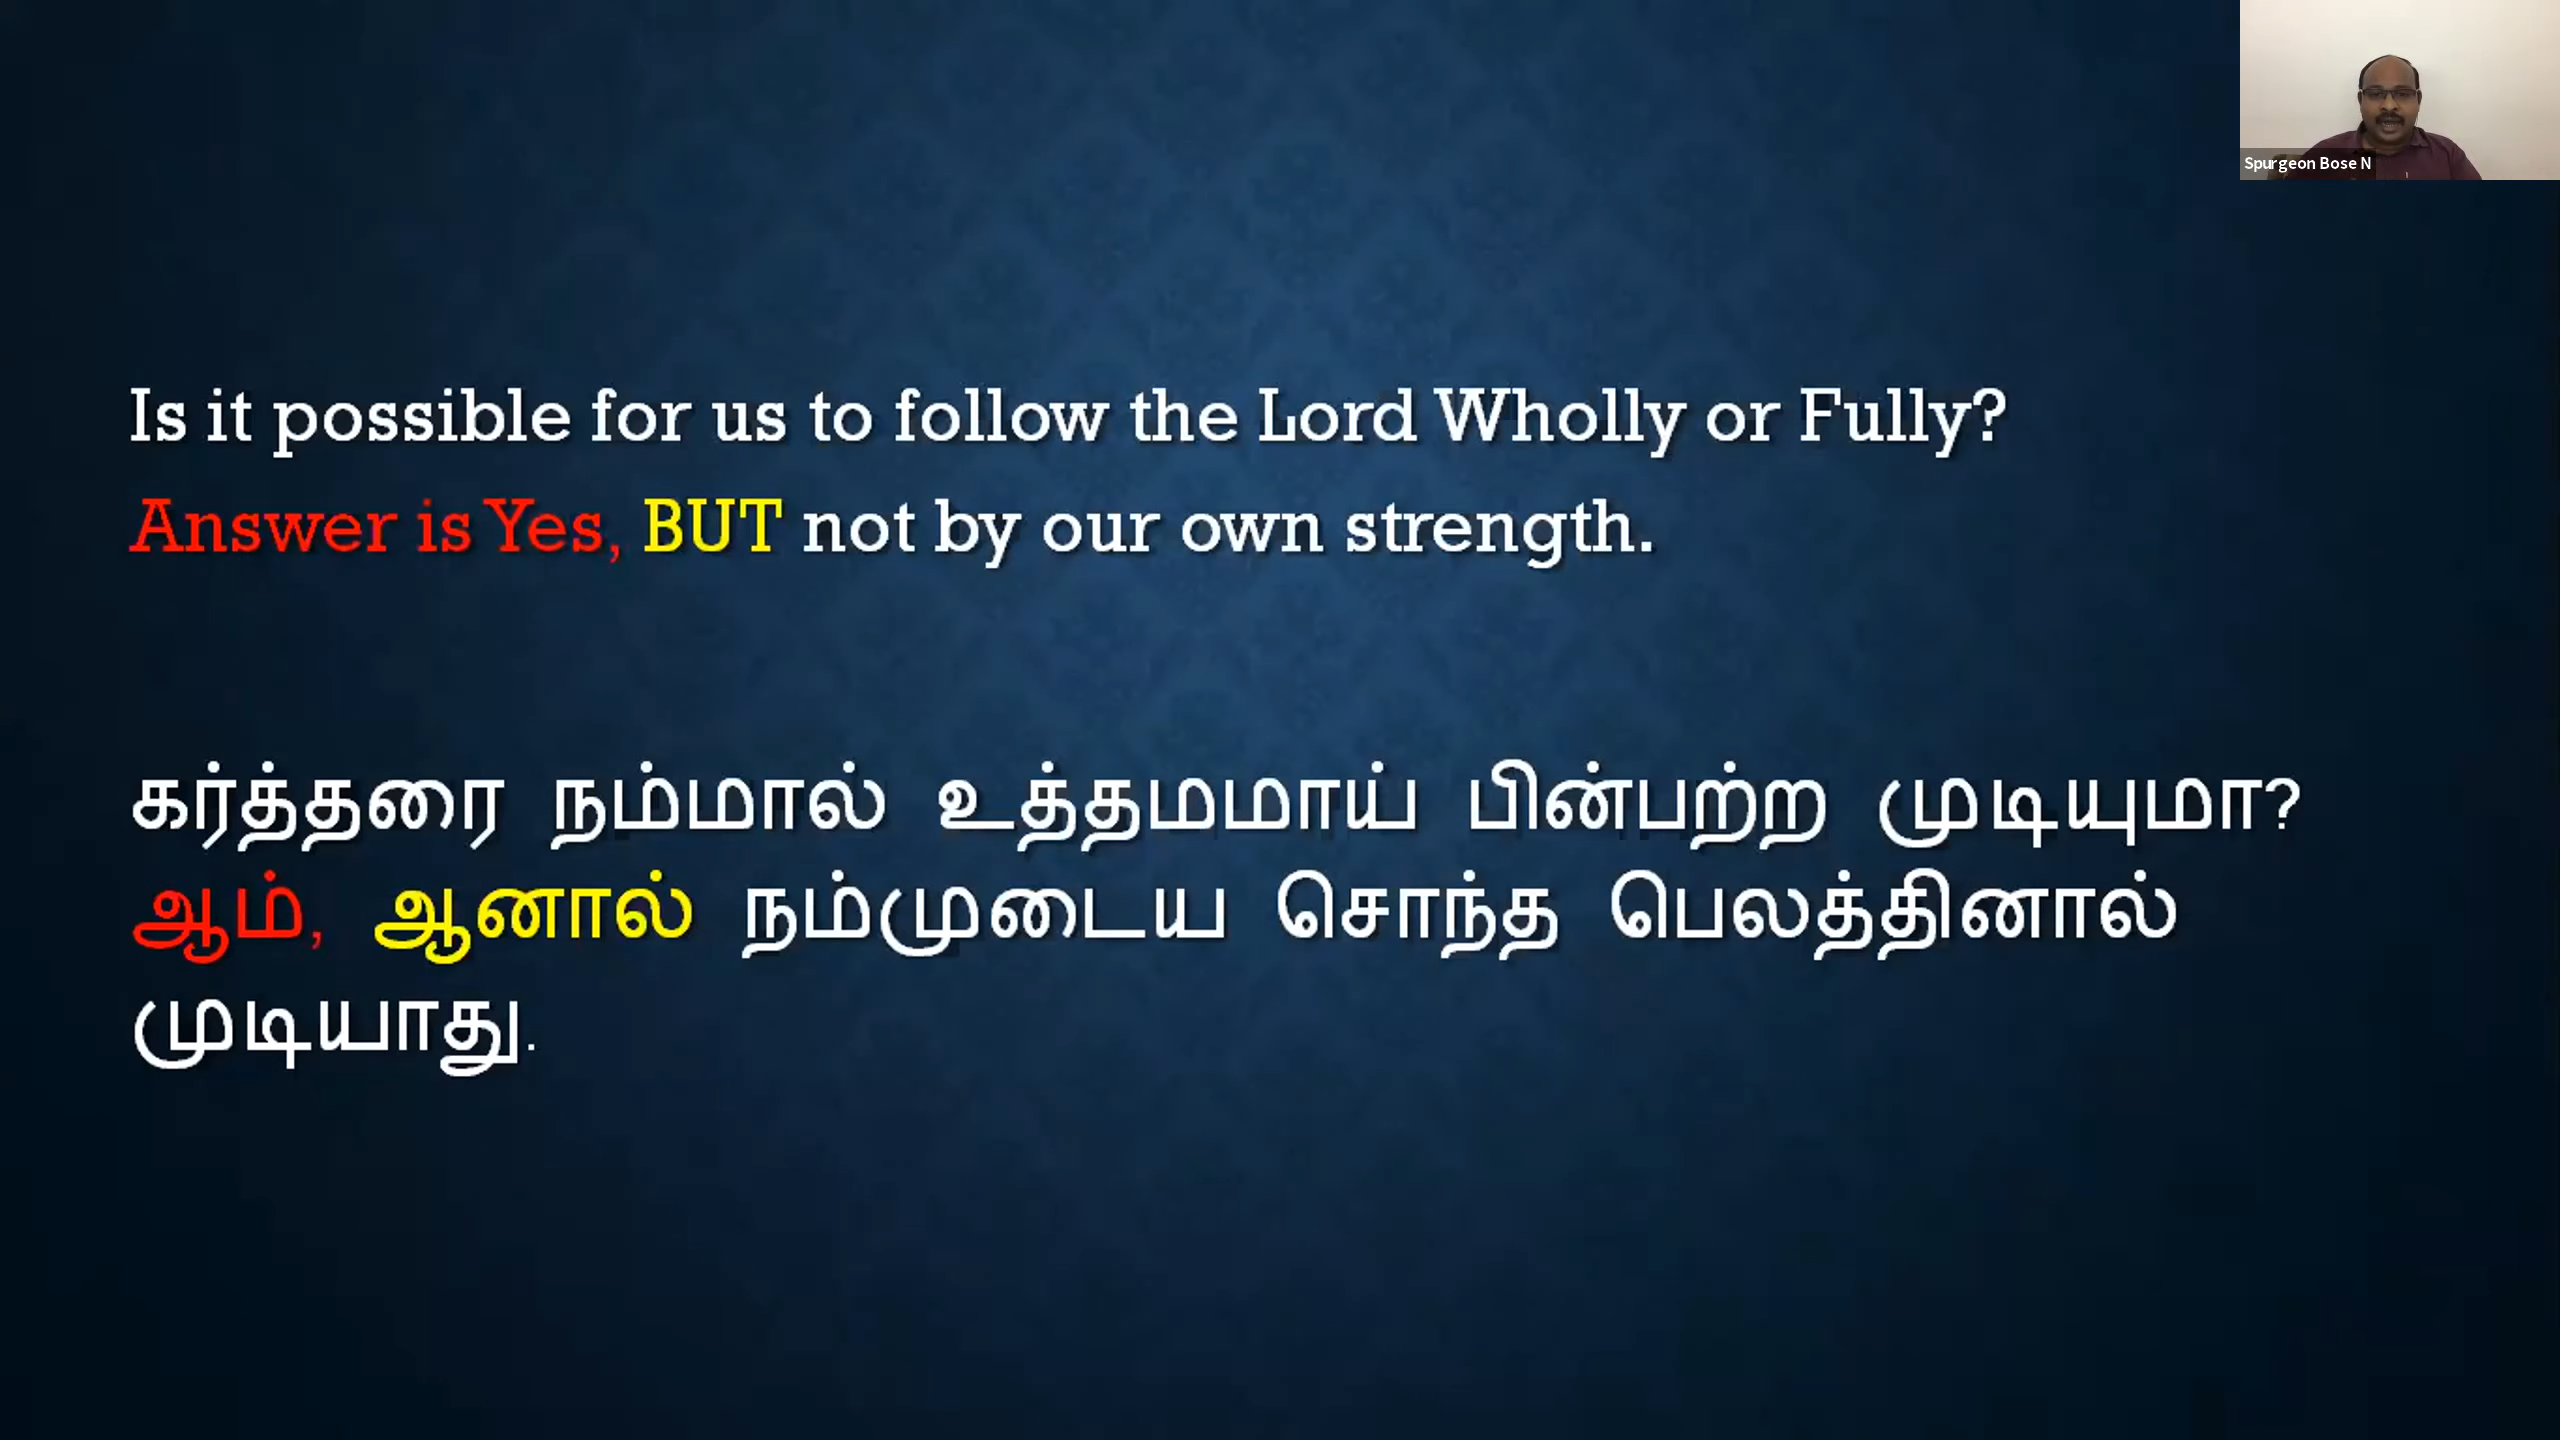 Spurgeon Bose N
Is it possible for us to follow the Lord Wholly or Fully?
Answer is Yes, BUT not by our own strength.
கர்த்தரை நம்மால் உத்தமமாய் பின்பற்ற முடியுமா?
ஆம், ஆனால் நம்முடைய சொந்த பெலத்தினால்
முடியாது.